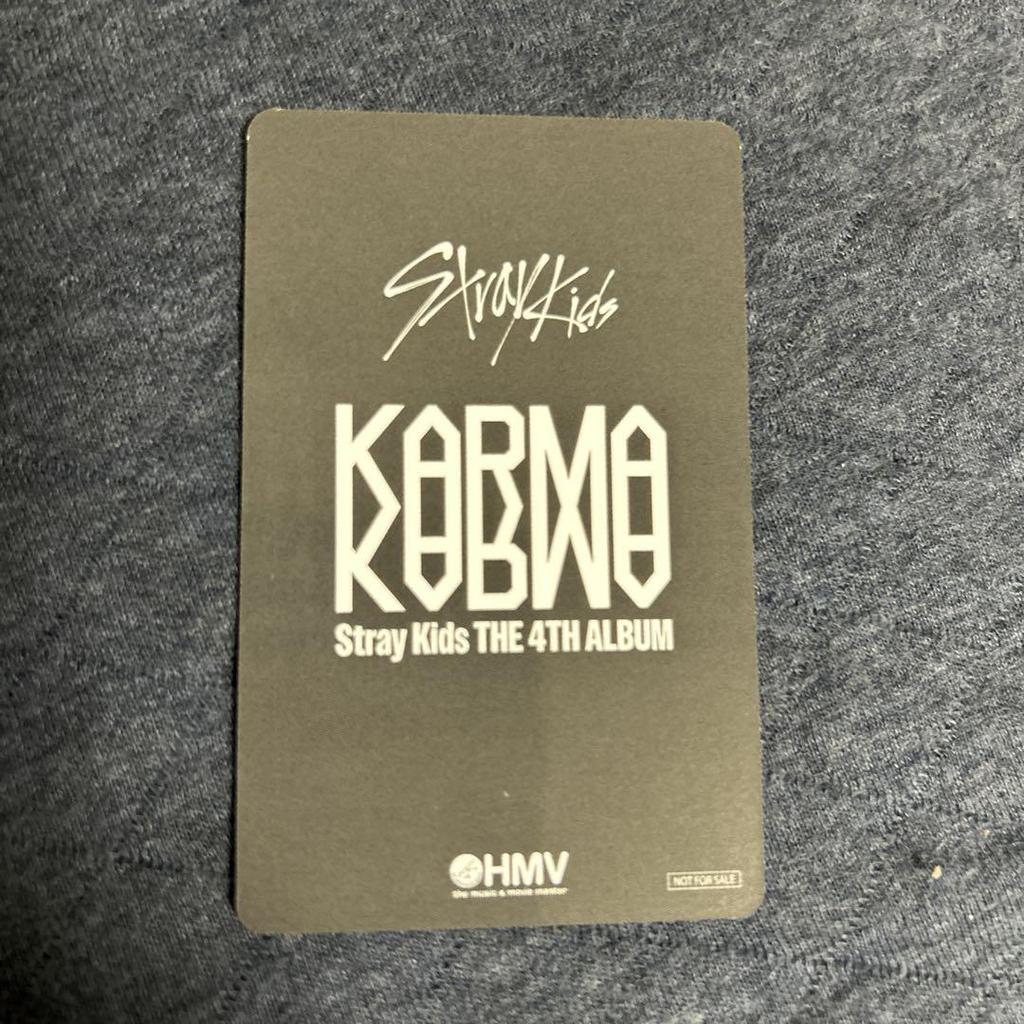 Stray Kids
KARMA
Stray Kids THE 4TH ALBUM
HMV
the music & movie master
NOT FOR SALE